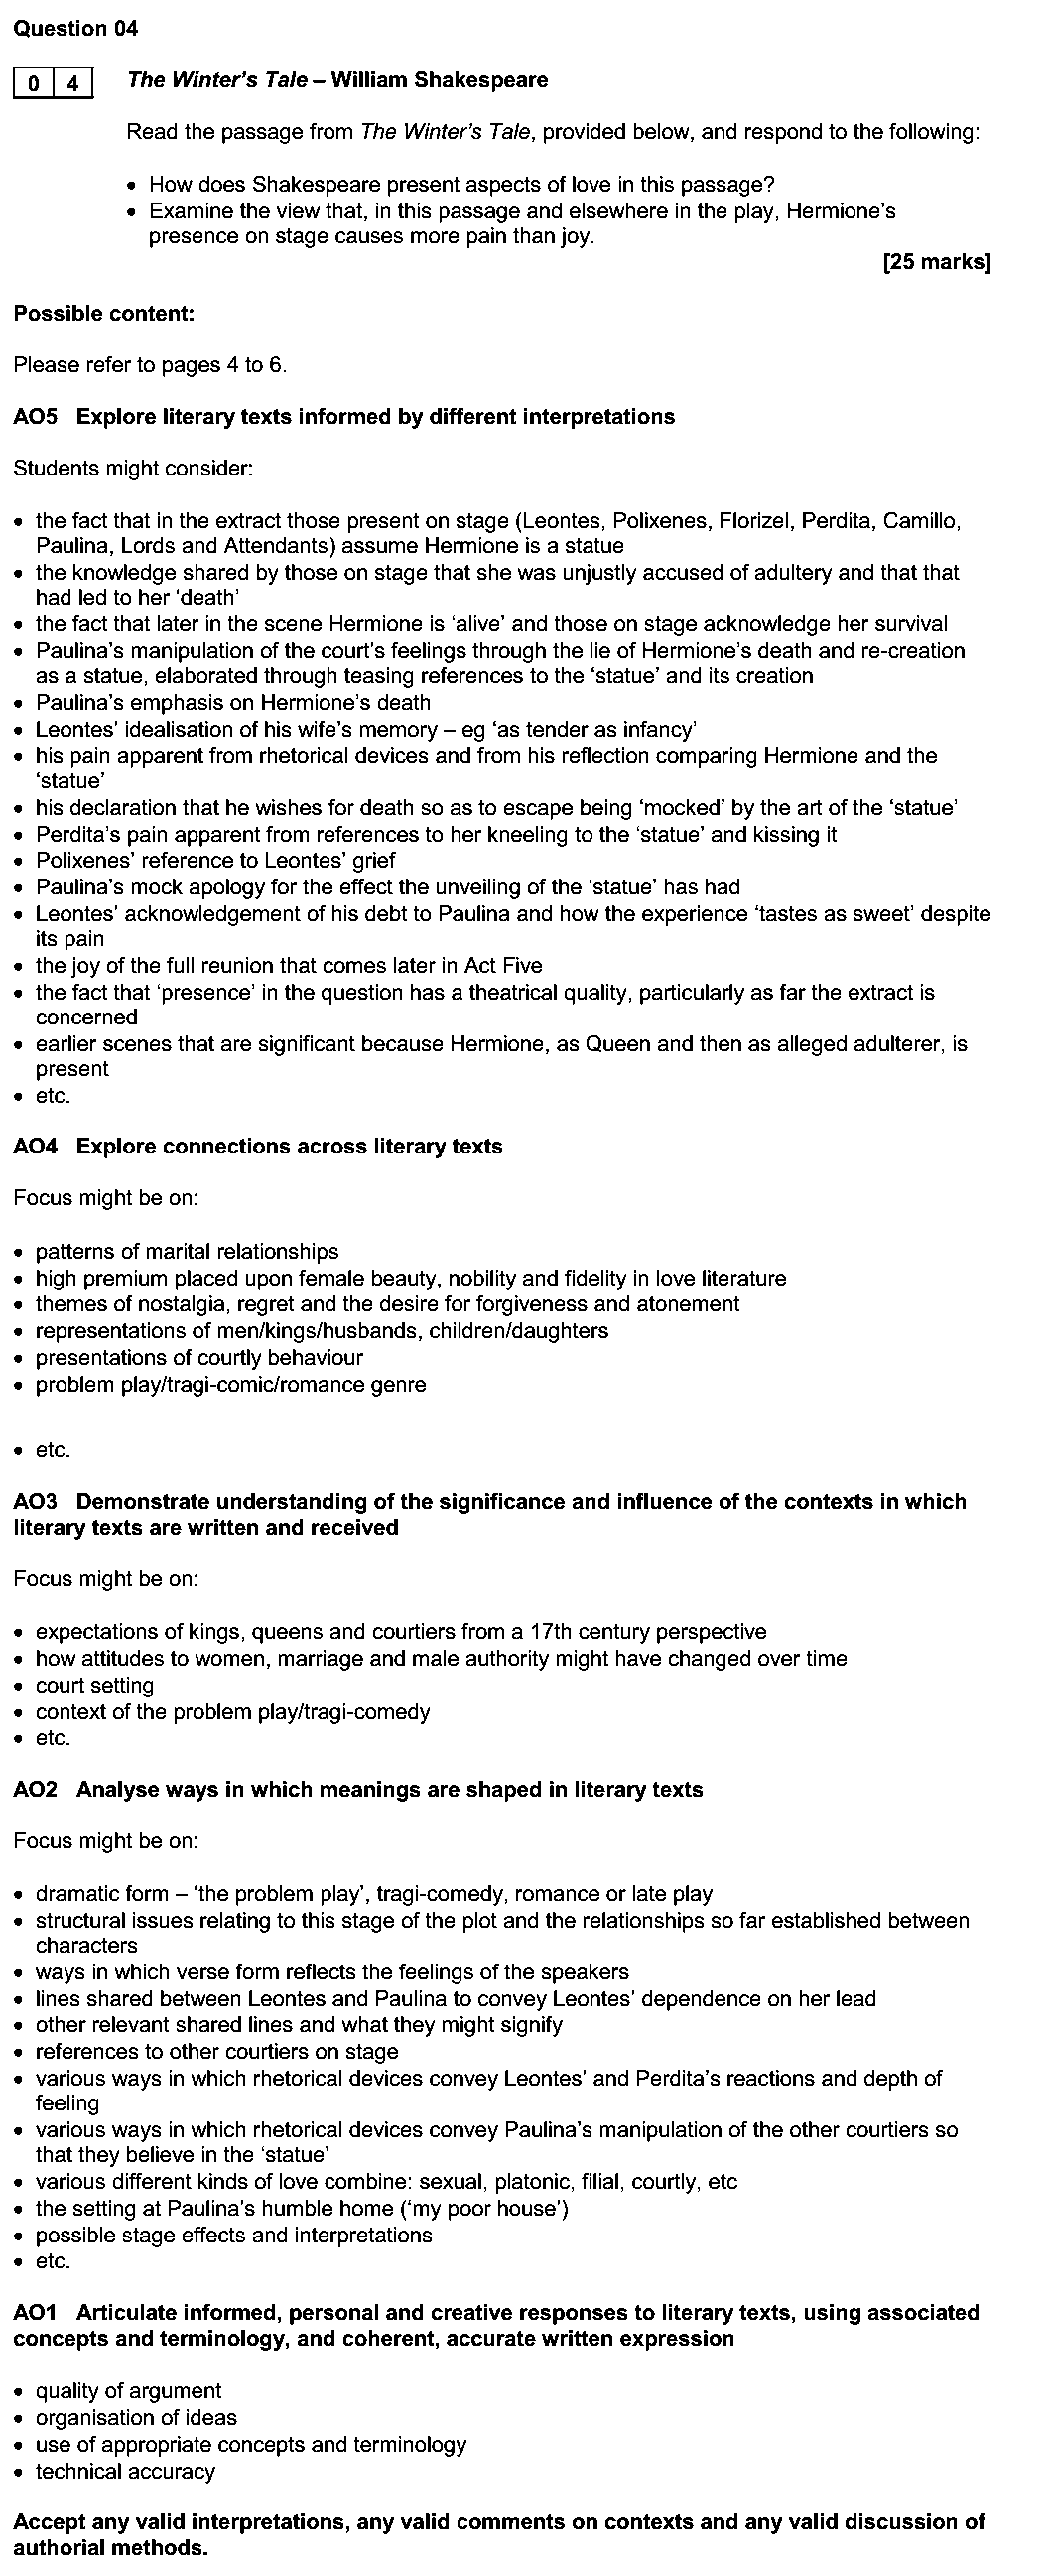 Question 04
0 4 The Winter's Tale – William Shakespeare
Read the passage from The Winter's Tale, provided below, and respond to the following:
• How does Shakespeare present aspects of love in this passage?
• Examine the view that, in this passage and elsewhere in the play, Hermione's
presence on stage causes more pain than joy.
[25 marks]
Possible content:
Please refer to pages 4 to 6.
AO5 Explore literary texts informed by different interpretations
Students might consider:
• the fact that in the extract those present on stage (Leontes, Polixenes, Florizel, Perdita, Camillo,
Paulina, Lords and Attendants) assume Hermione is a statue
• the knowledge shared by those on stage that she was unjustly accused of adultery and that that
had led to her 'death'
• the fact that later in the scene Hermione is 'alive' and those on stage acknowledge her survival
• Paulina's manipulation of the court's feelings through the lie of Hermione's death and re-creation
as a statue, elaborated through teasing references to the 'statue' and its creation
• Paulina's emphasis on Hermione's death
• Leontes' idealisation of his wife's memory – eg 'as tender as infancy'
• his pain apparent from rhetorical devices and from his reflection comparing Hermione and the
'statue'
• his declaration that he wishes for death so as to escape being 'mocked' by the art of the 'statue'
• Perdita's pain apparent from references to her kneeling to the 'statue' and kissing it
• Polixenes' reference to Leontes' grief
• Paulina's mock apology for the effect the unveiling of the 'statue' has had
• Leontes' acknowledgement of his debt to Paulina and how the experience 'tastes as sweet' despite
its pain
• the joy of the full reunion that comes later in Act Five
• the fact that 'presence' in the question has a theatrical quality, particularly as far the extract is
concerned
• earlier scenes that are significant because Hermione, as Queen and then as alleged adulterer, is
present
• etc.
AO4 Explore connections across literary texts
Focus might be on:
• patterns of marital relationships
• high premium placed upon female beauty, nobility and fidelity in love literature
• themes of nostalgia, regret and the desire for forgiveness and atonement
• representations of men/kings/husbands, children/daughters
• presentations of courtly behaviour
• problem play/tragi-comic/romance genre
• etc.
AO3 Demonstrate understanding of the significance and influence of the contexts in which
literary texts are written and received
Focus might be on:
• expectations of kings, queens and courtiers from a 17th century perspective
• how attitudes to women, marriage and male authority might have changed over time
• court setting
• context of the problem play/tragi-comedy
• etc.
AO2 Analyse ways in which meanings are shaped in literary texts
Focus might be on:
• dramatic form – 'the problem play', tragi-comedy, romance or late play
• structural issues relating to this stage of the plot and the relationships so far established between
characters
• ways in which verse form reflects the feelings of the speakers
• lines shared between Leontes and Paulina to convey Leontes' dependence on her lead
• other relevant shared lines and what they might signify
• references to other courtiers on stage
• various ways in which rhetorical devices convey Leontes' and Perdita's reactions and depth of
feeling
• various ways in which rhetorical devices convey Paulina's manipulation of the other courtiers so
that they believe in the 'statue'
• various different kinds of love combine: sexual, platonic, filial, courtly, etc
• the setting at Paulina's humble home ('my poor house')
• possible stage effects and interpretations
• etc.
AO1 Articulate informed, personal and creative responses to literary texts, using associated
concepts and terminology, and coherent, accurate written expression
• quality of argument
• organisation of ideas
• use of appropriate concepts and terminology
• technical accuracy
Accept any valid interpretations, any valid comments on contexts and any valid discussion of
authorial methods.